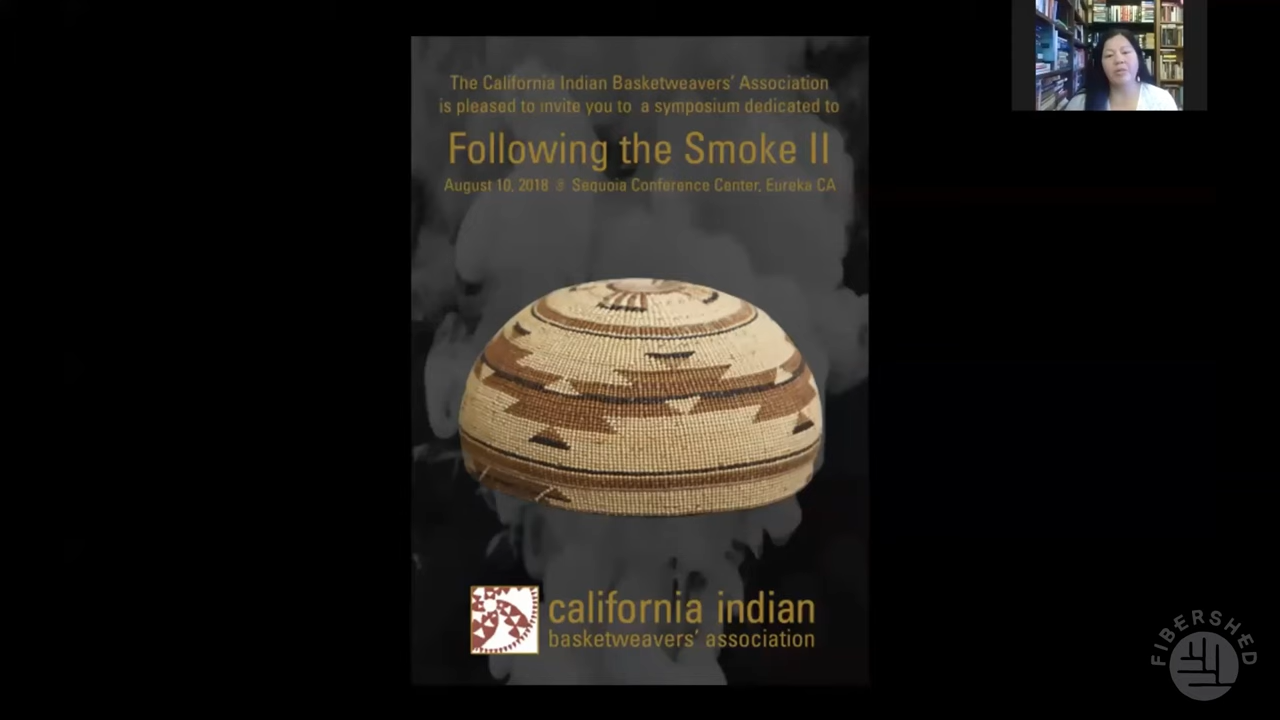 The California Indian Basketweavers' Association
is pleased to invite you to a symposium dedicated to
Following the Smoke II
August 10, 2018 @ Sequoia Conference Center, Eureka CA
california indian
basketweavers' association
FIBERSHED